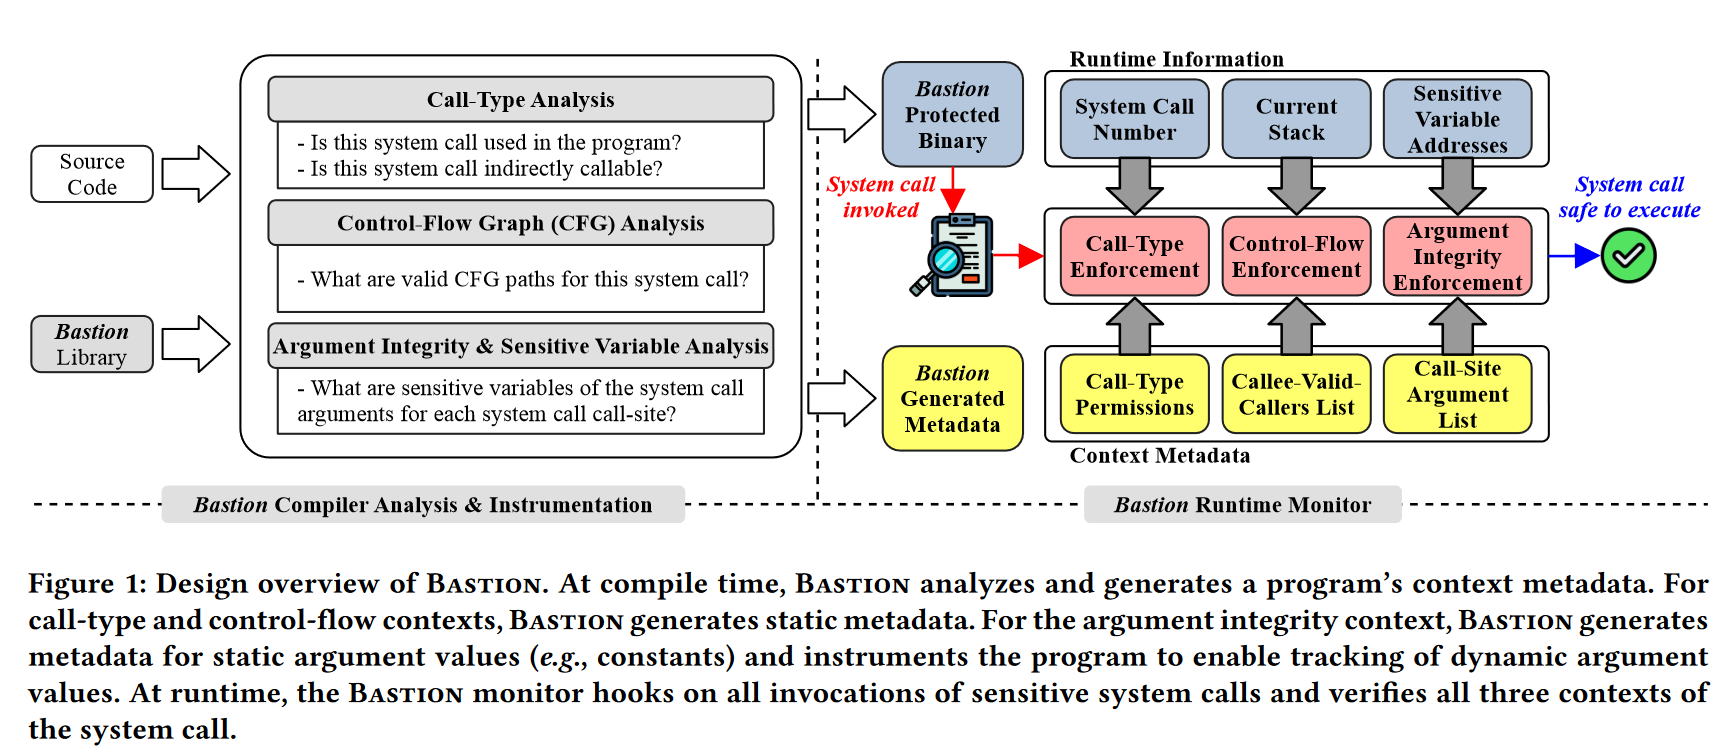 Source
Code
Bastion
Library
Call-Type Analysis
- Is this system call used in the program?
- Is this system call indirectly callable?
Control-Flow Graph (CFG) Analysis
- What are valid CFG paths for this system call?
Argument Integrity & Sensitive Variable Analysis
- What are sensitive variables of the system call
arguments for each system call call-site?
Bastion Compiler Analysis & Instrumentation
Bastion
Protected
Binary
System call
invoked
Bastion
Generated
Metadata
Runtime Information
System Call
Number
Current
Stack
Sensitive
Variable
Addresses
Call-Type
Enforcement
Control-Flow
Enforcement
Argument
Integrity
Enforcement
System call
safe to execute
Call-Type
Permissions
Callee-Valid-
Callers List
Call-Site
Argument
List
Context Metadata
Bastion Runtime Monitor
Figure 1: Design overview of BASTION. At compile time, BASTION analyzes and generates a program's context metadata. For
call-type and control-flow contexts, BASTION generates static metadata. For the argument integrity context, BASTION generates
metadata for static argument values (e.g., constants) and instruments the program to enable tracking of dynamic argument
values. At runtime, the BASTION monitor hooks on all invocations of sensitive system calls and verifies all three contexts of
the system call.